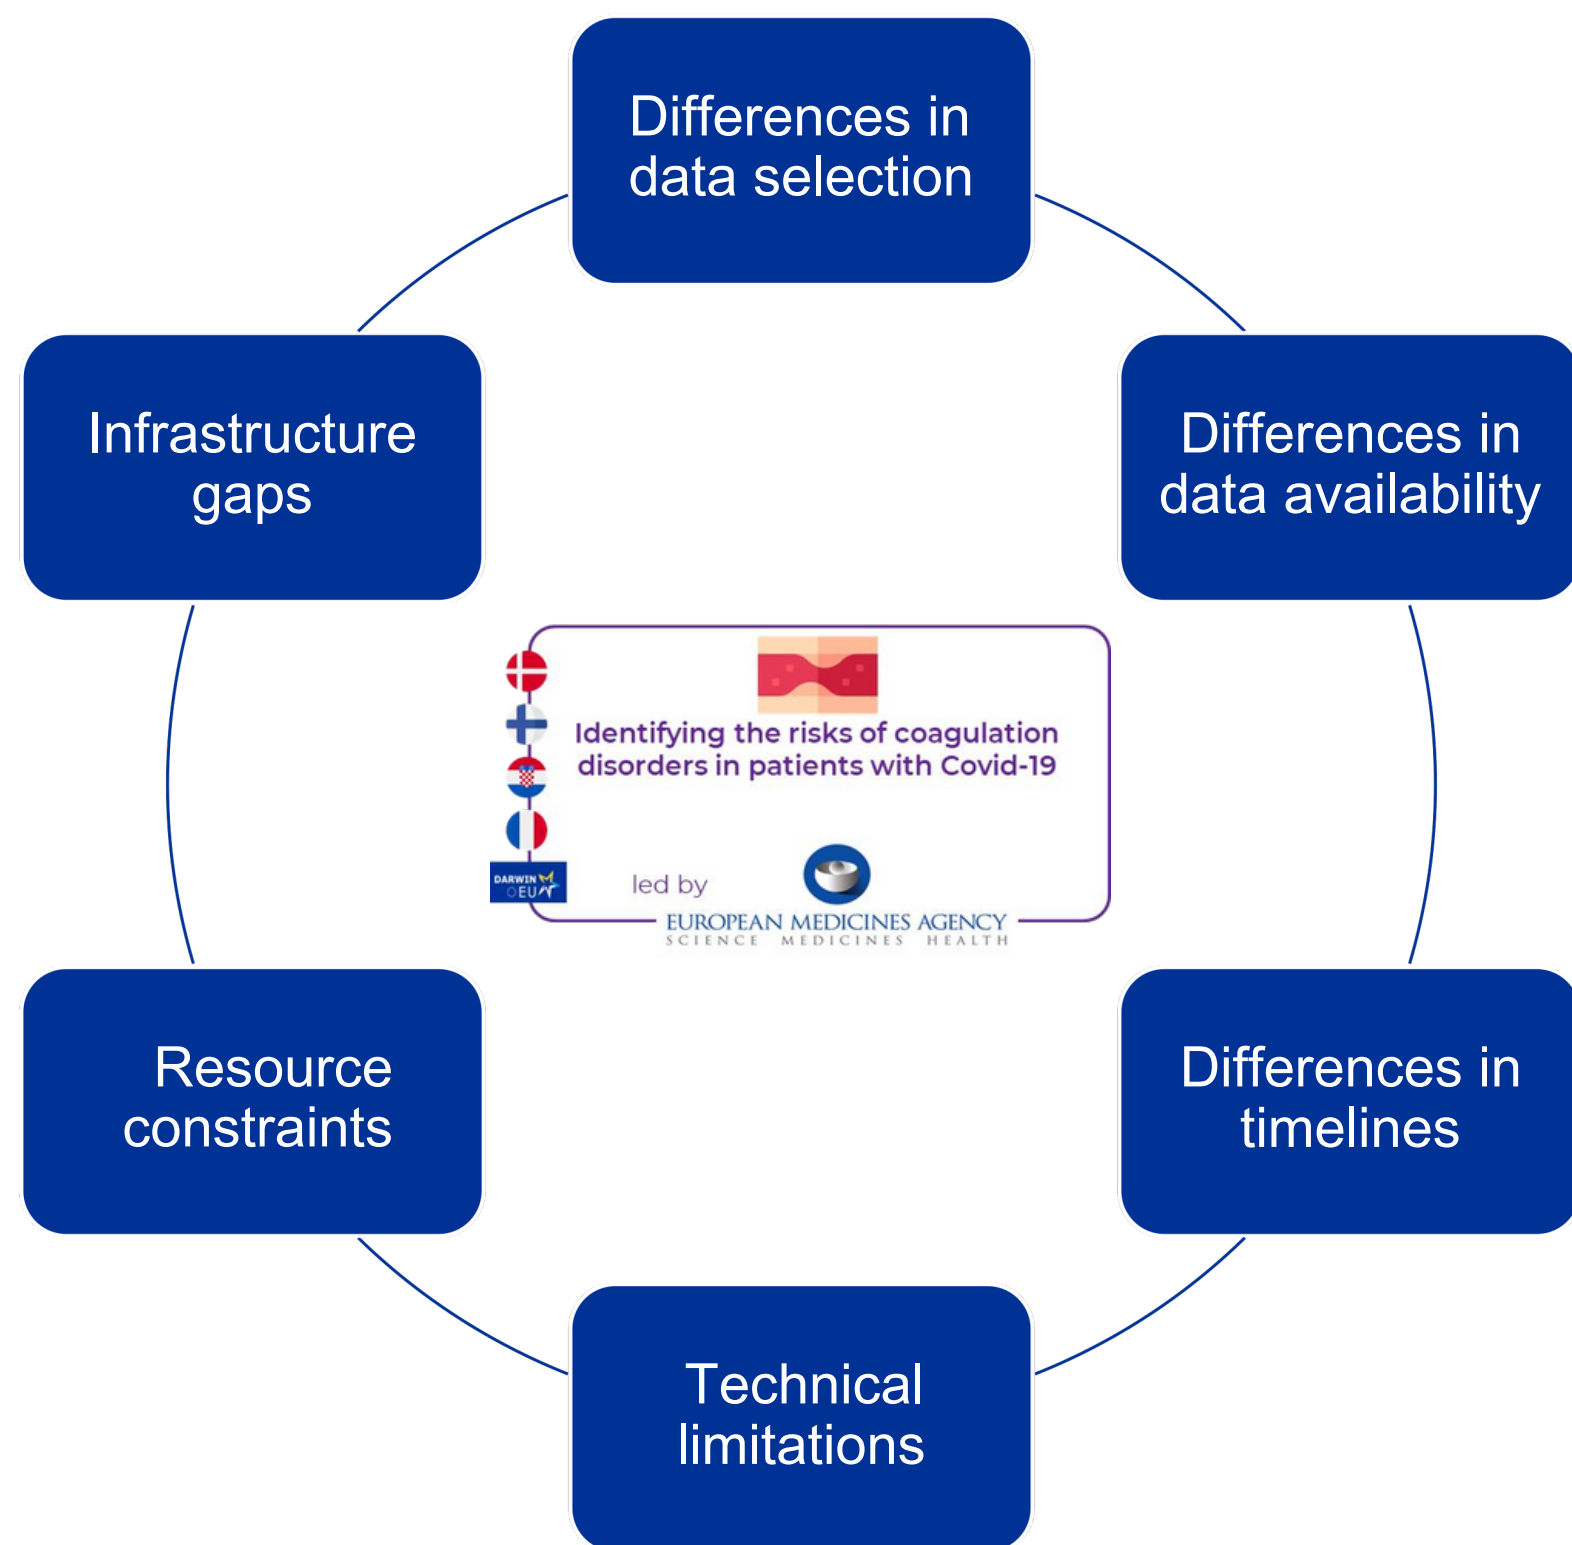 Differences in
data selection
Infrastructure
gaps
Differences in
data availability
Identifying the risks of coagulation
disorders in patients with Covid-19
DARWIN
EU
led by
EUROPEAN MEDICINES AGENCY
SCIENCE MEDICINES HEALTH
Resource
constraints
Differences in
timelines
Technical
limitations